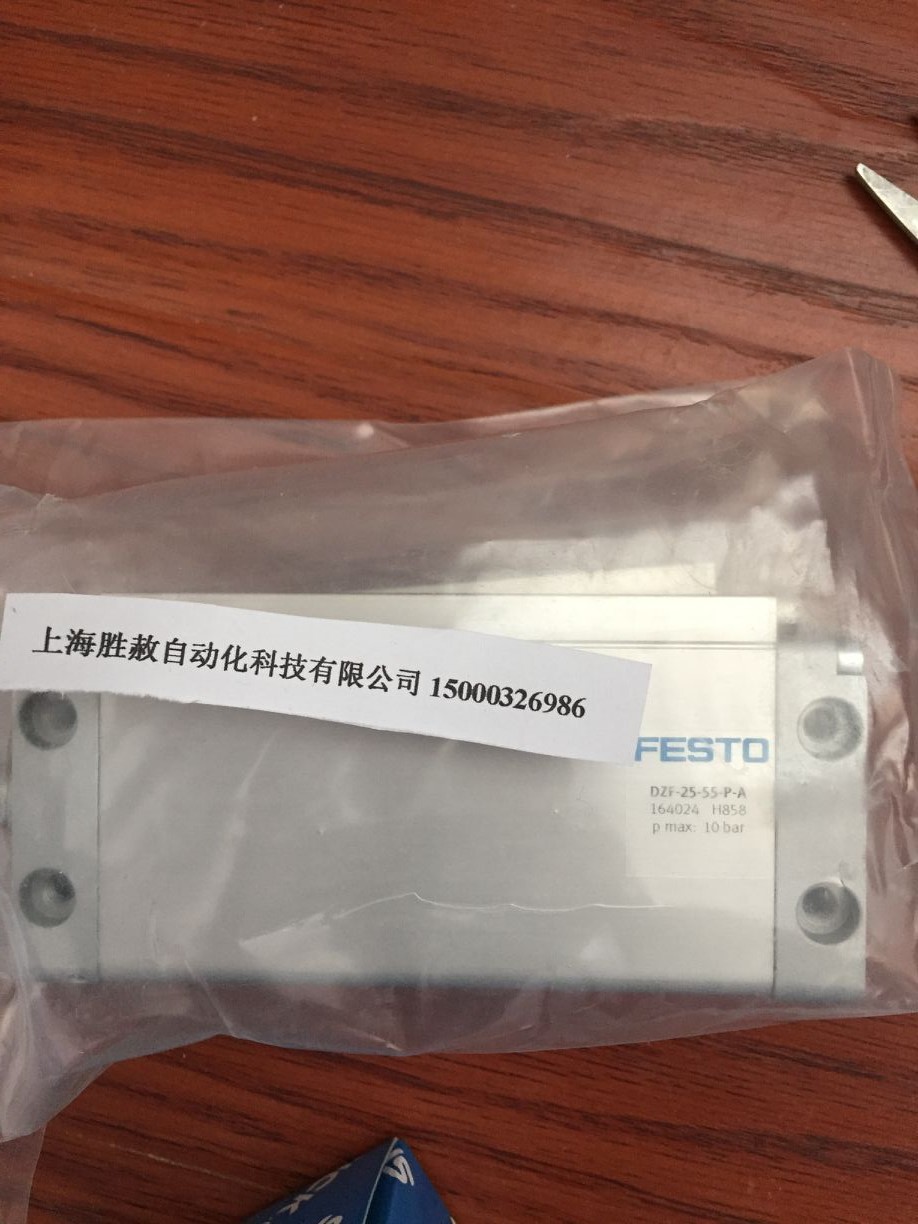 上海胜赦自动化科技有限公司 15000326986
FESTO
DZF-25-55-P-A
164024 H858
p max: 10 bar